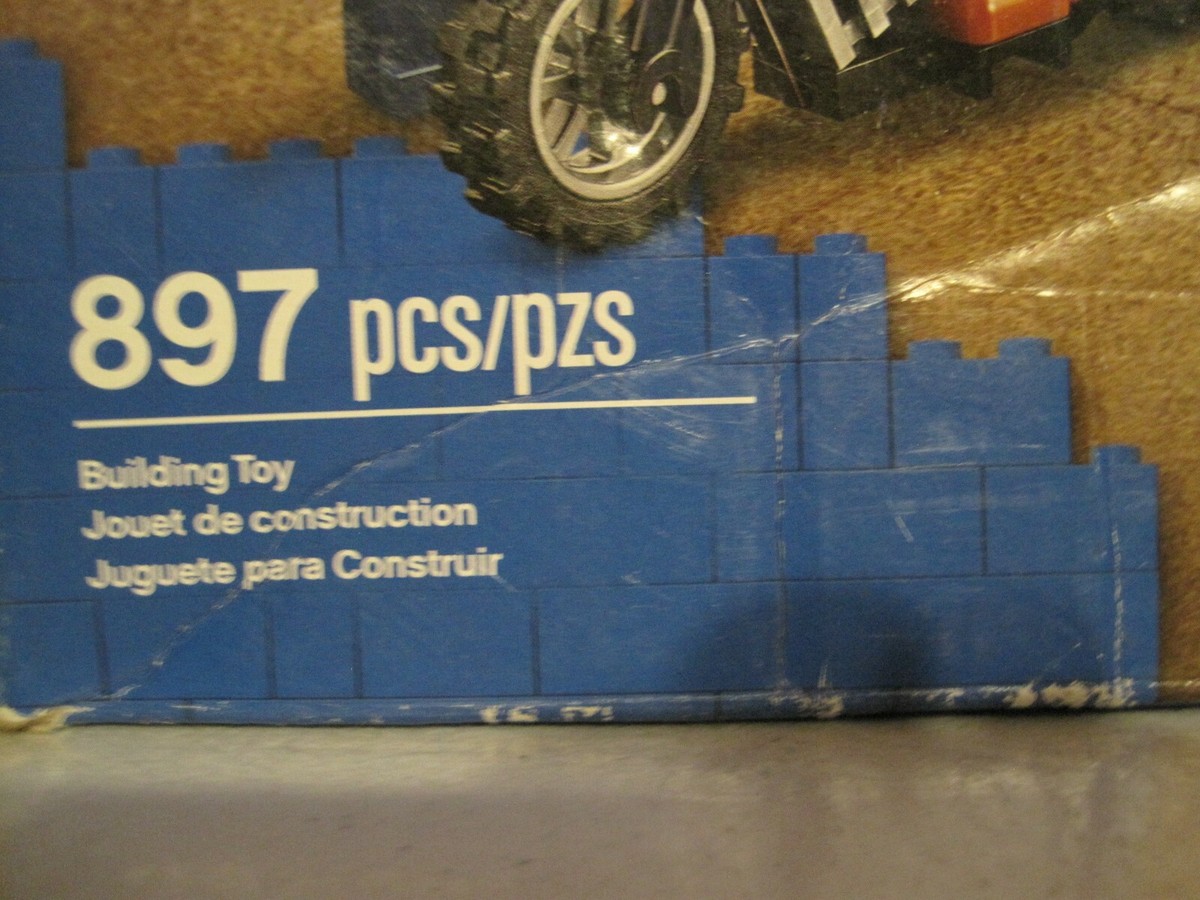 897 pcs/pzs
Building Toy
Jouet de construction
Juguete para Construir